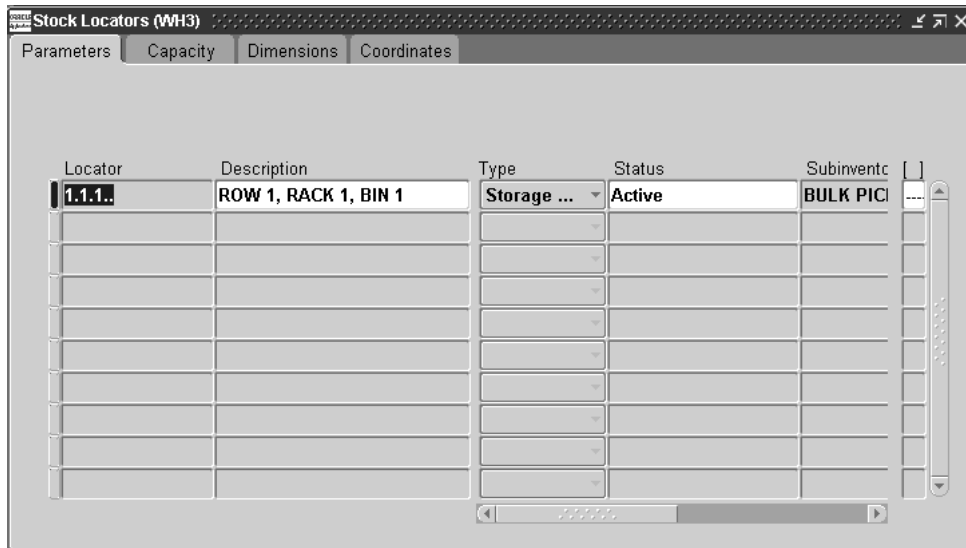 Stock Locators (WH3)
Parameters Capacity Dimensions Coordinates
Locator Description Type Status Subinvento [ ]
1.1.1.. ROW 1, RACK 1, BIN 1 Storage ... Active BULK PIC ----